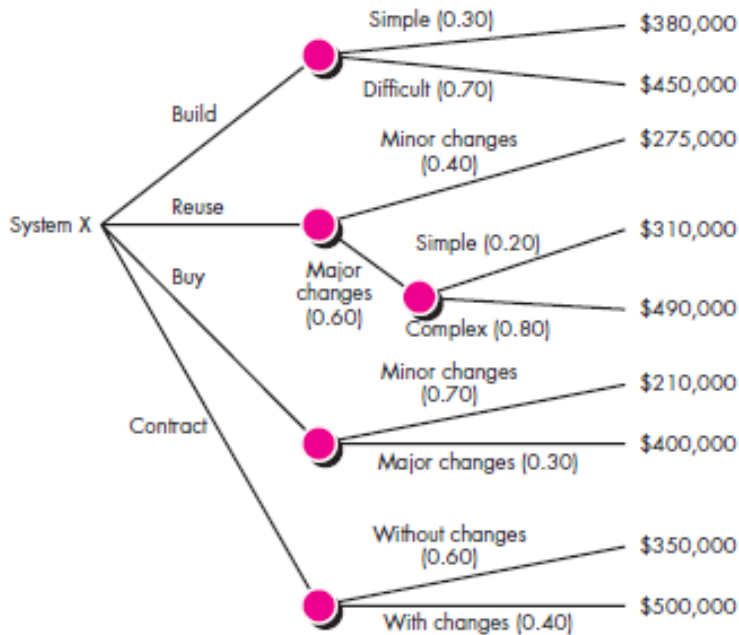 Simple (0.30)
$380,000
Difficult (0.70)
$450,000
Build
Minor changes
(0.40)
$275,000
System X
Reuse
Simple (0.20)
$310,000
Major
changes
(0.60)
Buy
Complex (0.80)
$490,000
Minor changes
(0.70)
$210,000
Contract
$400,000
Major changes (0.30)
Without changes
(0.60)
$350,000
$500,000
With changes (0.40)